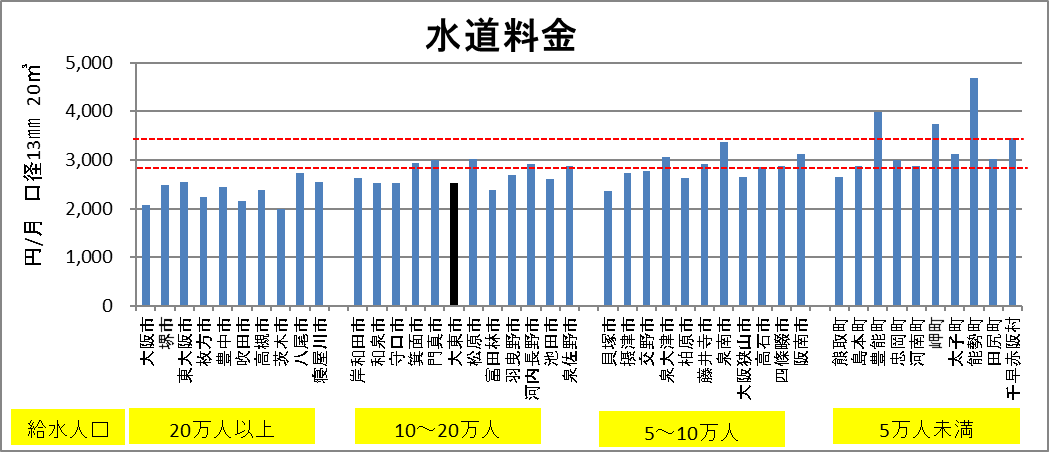 水道料金
円/月　口径13mm 20㎥
5,000
4,000
3,000
2,000
1,000
0
大阪市
堺市
東大阪市
枚方市
豊中市
吹田市
高槻市
茨木市
八尾市
寝屋川市
岸和田市
和泉市
守口市
箕面市
門真市
大東市
松原市
富田林市
羽曳野市
河内長野市
池田市
泉佐野市
貝塚市
摂津市
交野市
泉大津市
柏原市
藤井寺市
泉南市
大阪狭山市
高石市
四條畷市
阪南市
熊取町
島本町
豊能町
忠岡町
河南町
岬町
太子町
能勢町
田尻町
千早赤阪村
給水人口
20万人以上
10～20万人
5～10万人
5万人未満